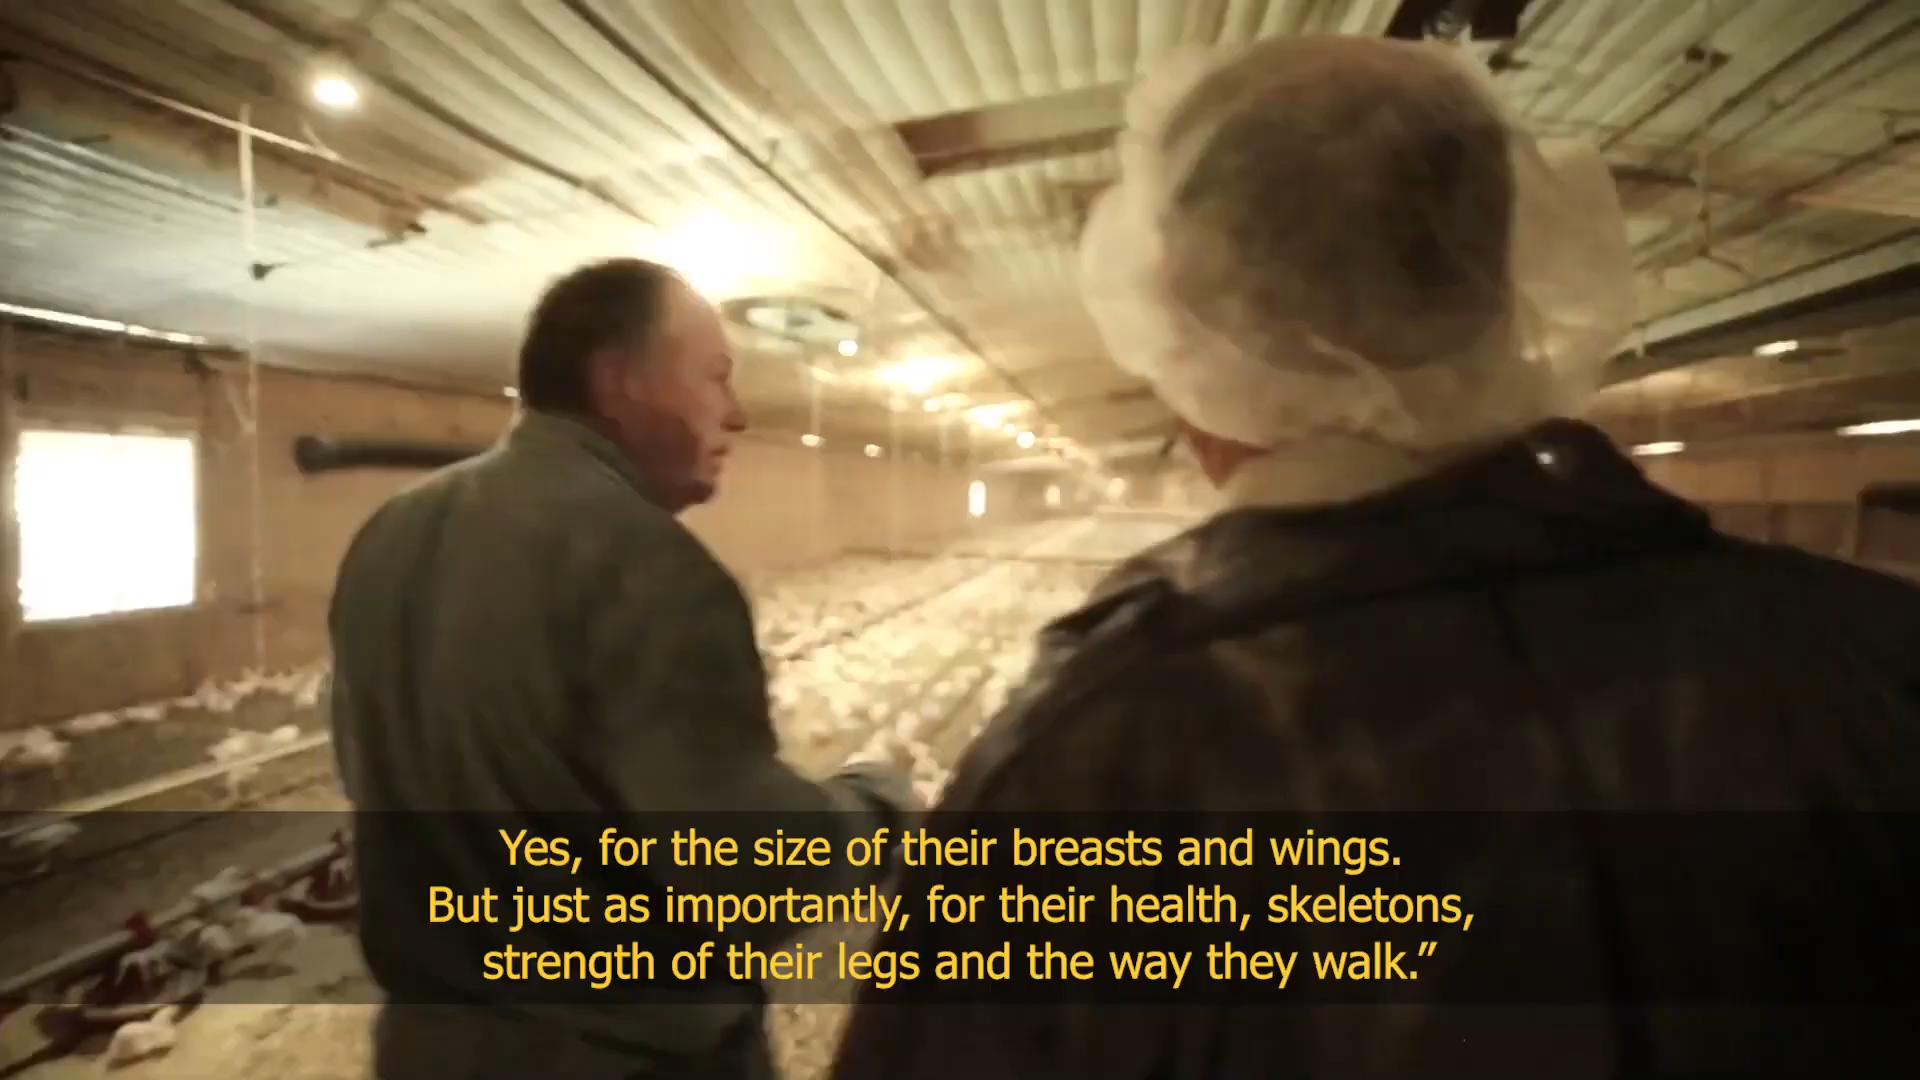 Yes, for the size of their breasts and wings.
But just as importantly, for their health, skeletons,
strength of their legs and the way they walk.”